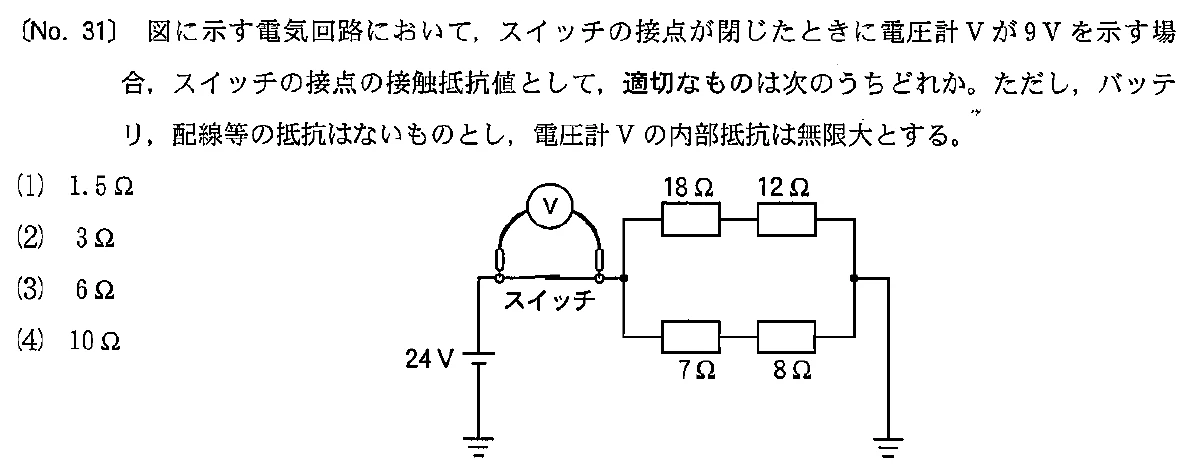 〔No. 31〕 図に示す電気回路において，スイッチの接点が閉じたときに電圧計Vが9Vを示す場
合，スイッチの接点の接触抵抗値として，適切なものは次のうちどれか。ただし，バッテ
リ，配線等の抵抗はないものとし，電圧計Vの内部抵抗は無限大とする。
(1) 1.5Ω
(2) 3Ω
(3) 6Ω
(4) 10Ω
18Ω 12Ω
V
スイッチ
24V
7Ω 8Ω